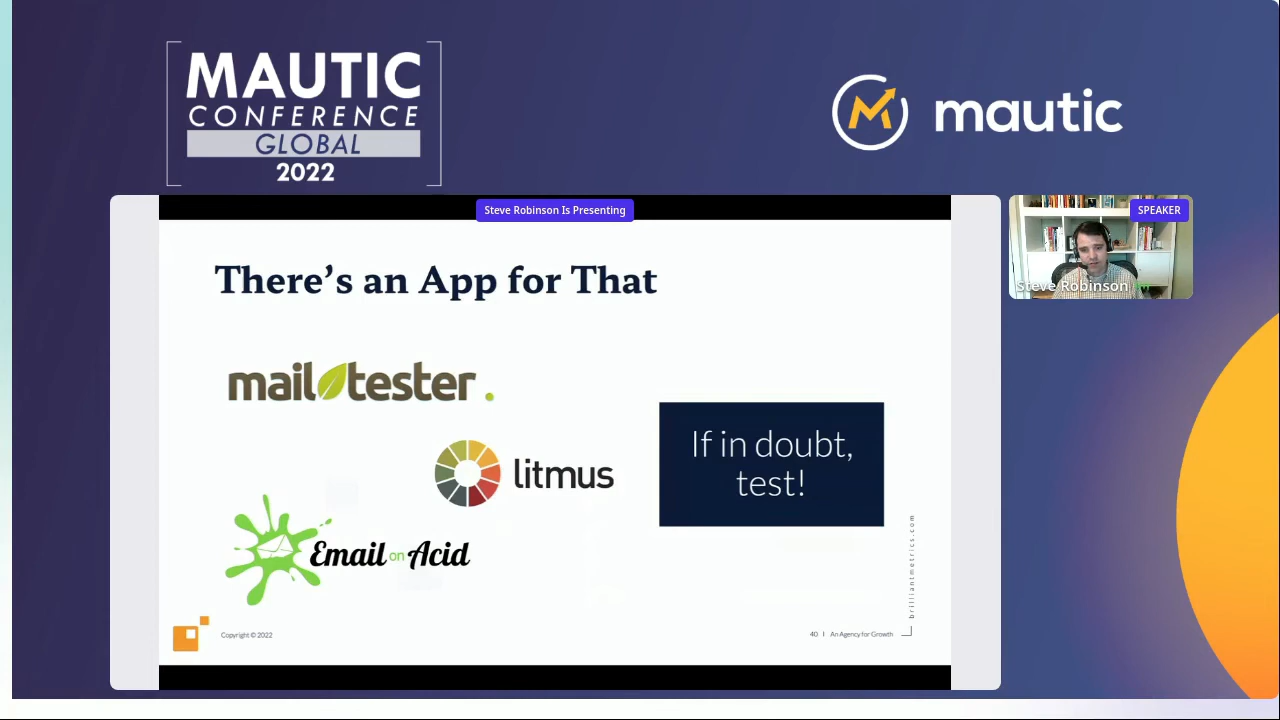 MAUTIC
CONFERENCE
GLOBAL
2022
mautic
Steve Robinson Is Presenting
SPEAKER
Steve Robinson
There's an App for That
mail tester.
litmus
Email on Acid
If in doubt,
test!
brilliantmetrics.com
Copyright © 2022
40 | An Agency for Growth